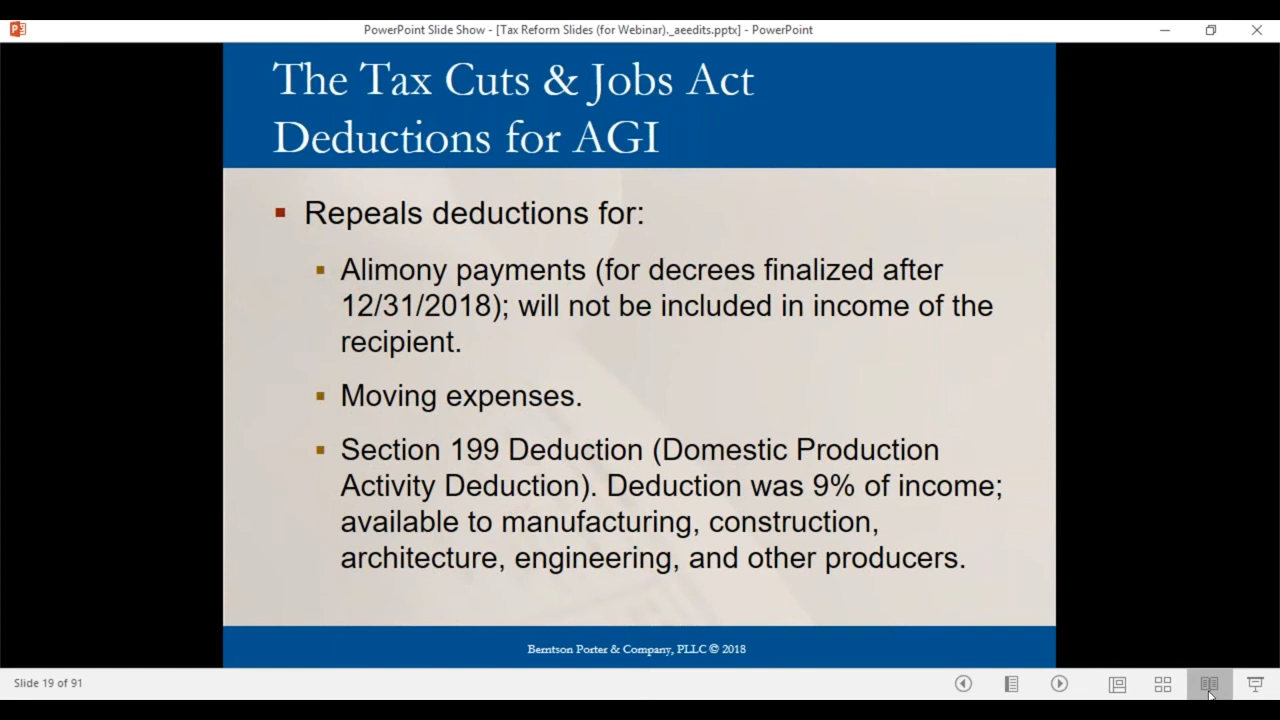 PowerPoint Slide Show - [Tax Reform Slides (for Webinar)._aeedits.pptx] - PowerPoint
The Tax Cuts & Jobs Act
Deductions for AGI
Repeals deductions for:
Alimony payments (for decrees finalized after
12/31/2018); will not be included in income of the
recipient.
Moving expenses.
Section 199 Deduction (Domestic Production
Activity Deduction). Deduction was 9% of income;
available to manufacturing, construction,
architecture, engineering, and other producers.
Berntson Porter & Company, PLLC © 2018
Slide 19 of 91